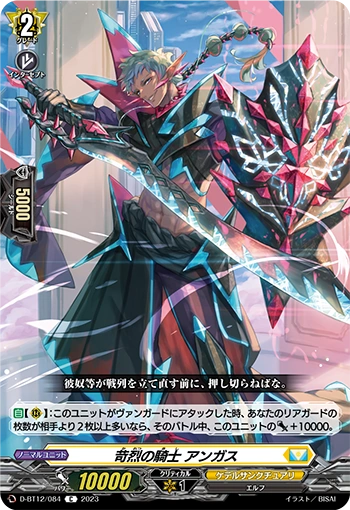 2
グレード
インターセプト
5000
シールド
彼奴等が戦列を立て直す前に、押し切らねばな。
自【R】:このユニットがヴァンガードにアタックした時、あなたのリアガードの
枚数が相手より2枚以上多いなら、そのバトル中、このユニットの+10000。
ノーマルユニット
苛烈の騎士 アンガス
パワー
10000
クリティカル
1
ケテルサンクチュアリ
エルフ
D-BT12/084 C 2023
イラスト/BISAI